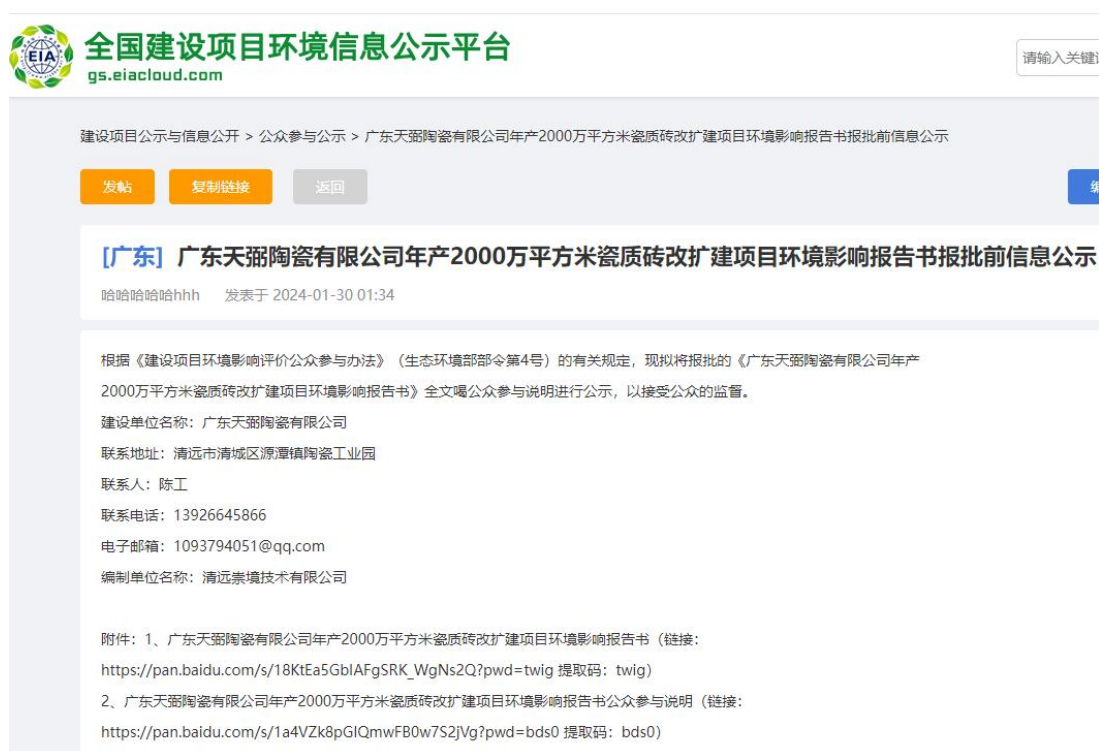 EIA
全国建设项目环境信息公示平台
gs.eiacloud.com
请输入关键
建设项目公示与信息公开 > 公众参与公示 > 广东天弼陶瓷有限公司年产2000万平方米瓷质砖改扩建项目环境影响报告书报批前信息公示
发帖 复制链接 返回
[广东] 广东天弼陶瓷有限公司年产2000万平方米瓷质砖改扩建项目环境影响报告书报批前信息公示
哈哈哈哈哈hhh 发表于 2024-01-30 01:34
根据《建设项目环境影响评价公众参与办法》（生态环境部部令第4号）的有关规定，现拟将报批的《广东天弼陶瓷有限公司年产
2000万平方米瓷质砖改扩建项目环境影响报告书》全文喝公众参与说明进行公示，以接受公众的监督。
建设单位名称：广东天弼陶瓷有限公司
联系地址：清远市清城区源潭镇陶瓷工业园
联系人：陈工
联系电话：13926645866
电子邮箱：1093794051@qq.com
编制单位名称：清远崇境技术有限公司
附件：1、广东天弼陶瓷有限公司年产2000万平方米瓷质砖改扩建项目环境影响报告书（链接：
https://pan.baidu.com/s/18KtEa5GbIAFgSRK_WgNs2Q?pwd=twig 提取码：twig）
2、广东天弼陶瓷有限公司年产2000万平方米瓷质砖改扩建项目环境影响报告书公众参与说明（链接：
https://pan.baidu.com/s/1a4VZk8pGlQmwFB0w7S2jVg?pwd=bds0 提取码：bds0）